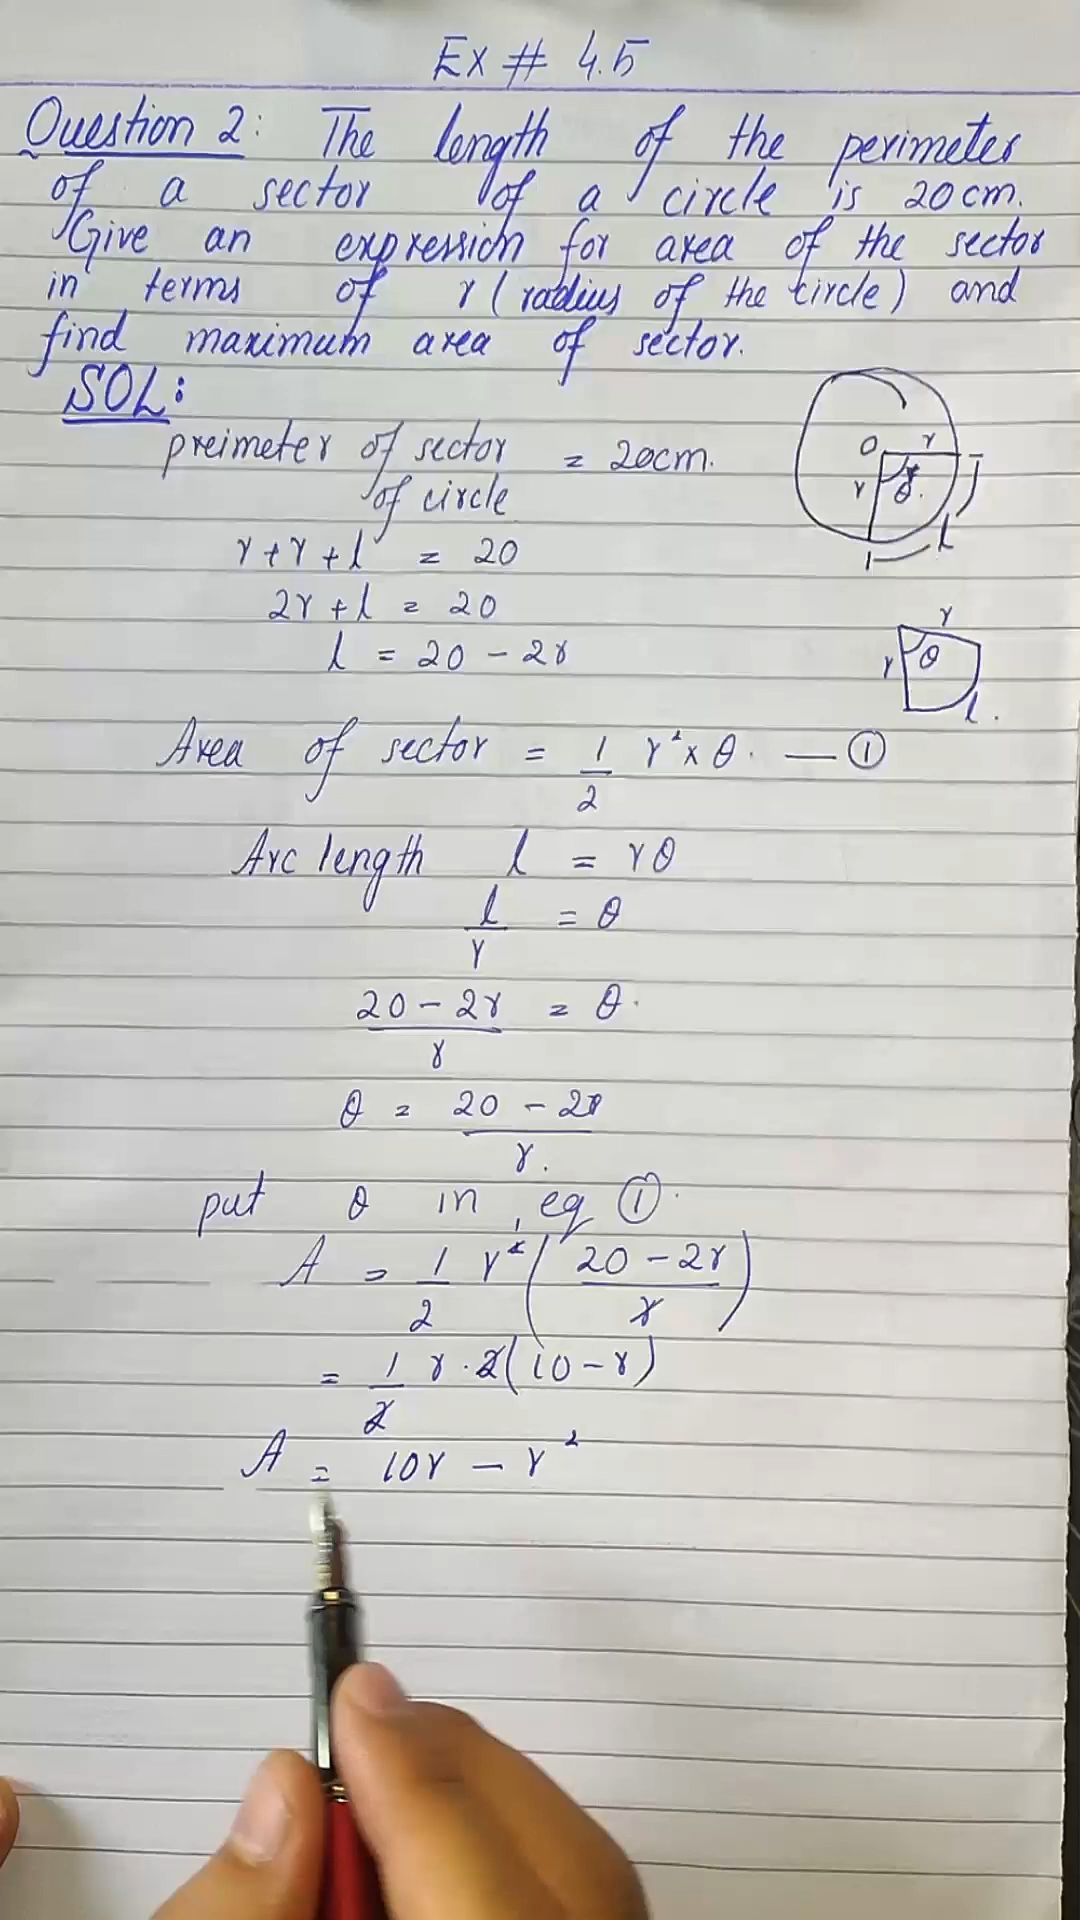 Ex # 4.5
Question 2: The length of the perimeter
of a sector of a circle is 20cm.
Give an expression for area of the sector
in terms of r (radius of the circle) and
find maximum area of sector.
SOL:
preimeter of sector = 20cm.
of circle
r + r + l = 20
2r + l = 20
l = 20 - 2r
O r
r θ.
l
r
r θ
l.
Area of sector = 1/2 r² x θ. — ①
Arc length l = rθ
l/r = θ
20 - 2r / r = θ.
θ = 20 - 2r / r.
put θ in eq ①.
A = 1/2 r² ( 20 - 2r / r )
= 1/2 r . 2 ( 10 - r )
A = 10r - r²